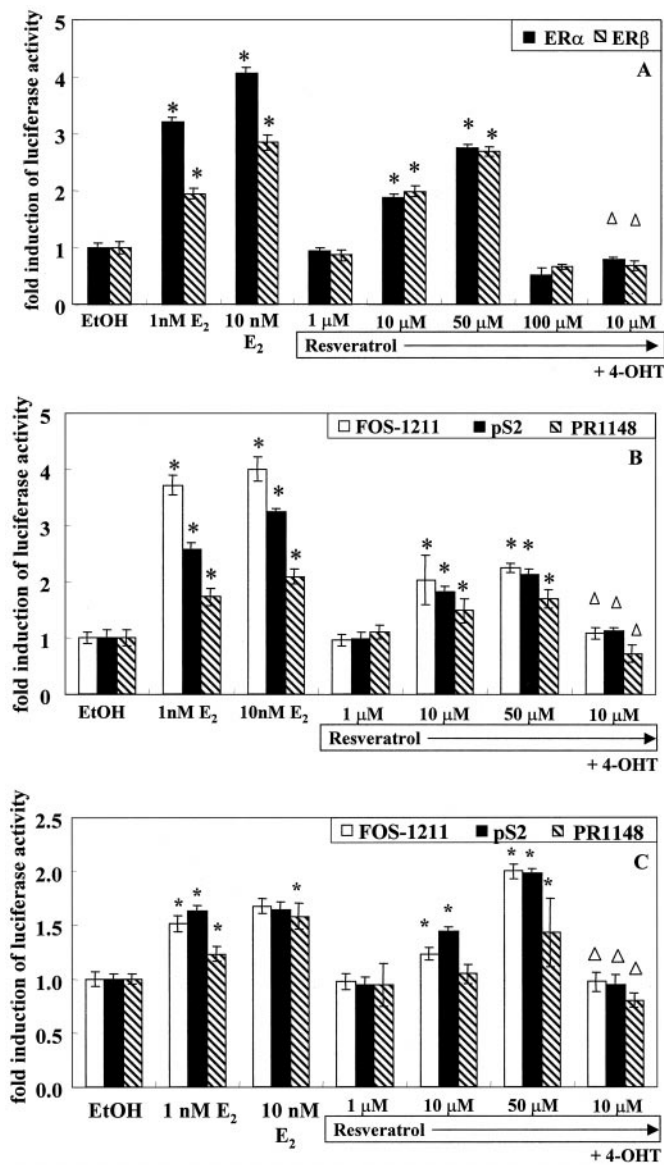 fold induction of luciferase activity
5
4
3
2
1
0
ERα ERβ
A
* * * * * * * * Δ Δ
EtOH 1nM E₂ 10 nM E₂ 1 μM 10 μM 50 μM 100μM 10 μM
Resveratrol
+ 4-OHT
fold induction of luciferase activity
5
4
3
2
1
0
FOS-1211 pS2 PR1148
B
* * * * * * * * * * * * Δ Δ Δ
EtOH 1nM E₂ 10nM E₂ 1 μM 10 μM 50 μM 10 μM
Resveratrol
+ 4-OHT
fold induction of luciferase activity
2.5
2.0
1.5
1.0
0.5
0.0
FOS-1211 pS2 PR1148
C
* * * * * * * * * Δ Δ Δ
EtOH 1 nM E₂ 10 nM E₂ 1 μM 10 μM 50 μM 10 μM
Resveratrol
+ 4-OHT